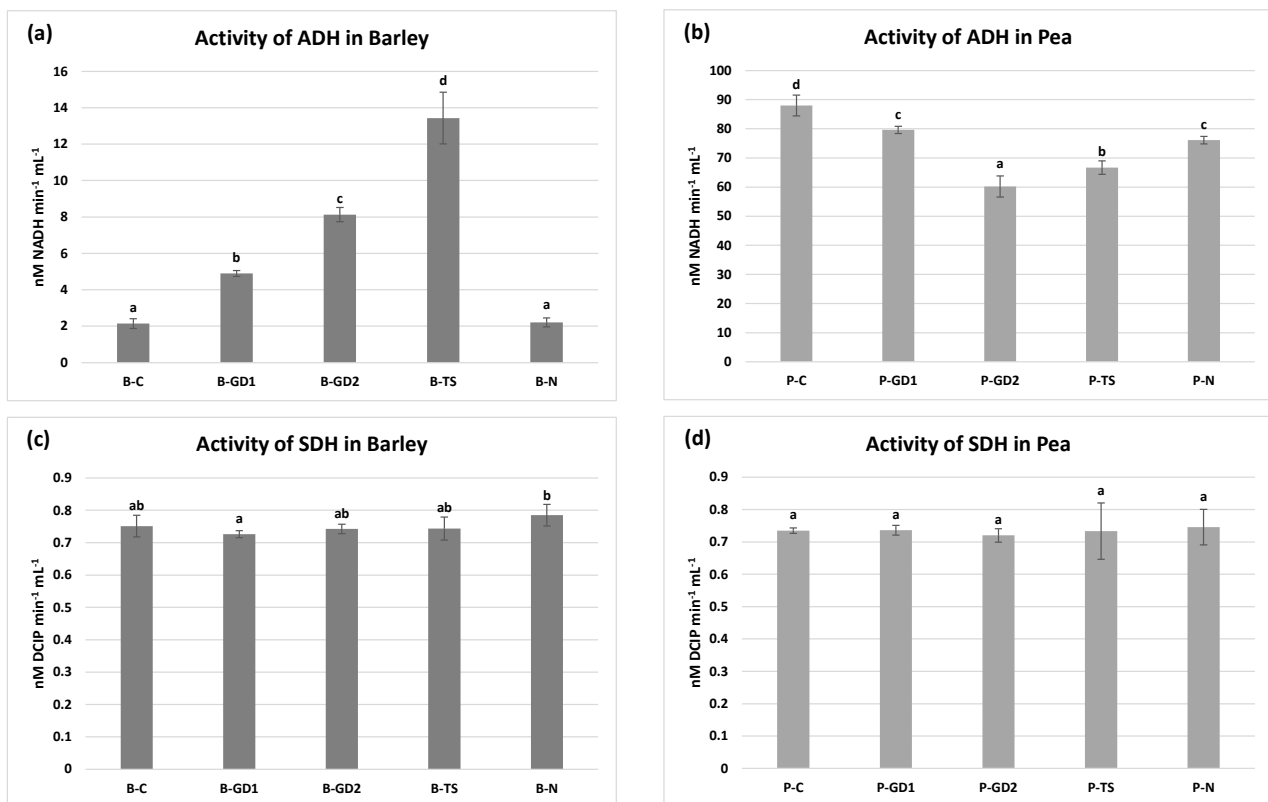 (a)
Activity of ADH in Barley
nM NADH min⁻¹ mL⁻¹
16
14
12
10
8
6
4
2
0
a
b
c
d
a
B-C B-GD1 B-GD2 B-TS B-N
(b)
Activity of ADH in Pea
nM NADH min⁻¹ mL⁻¹
100
90
80
70
60
50
40
30
20
10
0
d
c
a
b
c
P-C P-GD1 P-GD2 P-TS P-N
(c)
Activity of SDH in Barley
nM DCIP min⁻¹ mL⁻¹
0.9
0.8
0.7
0.6
0.5
0.4
0.3
0.2
0.1
0
ab
a
ab
ab
b
B-C B-GD1 B-GD2 B-TS B-N
(d)
Activity of SDH in Pea
nM DCIP min⁻¹ mL⁻¹
0.9
0.8
0.7
0.6
0.5
0.4
0.3
0.2
0.1
0
a
a
a
a
a
P-C P-GD1 P-GD2 P-TS P-N